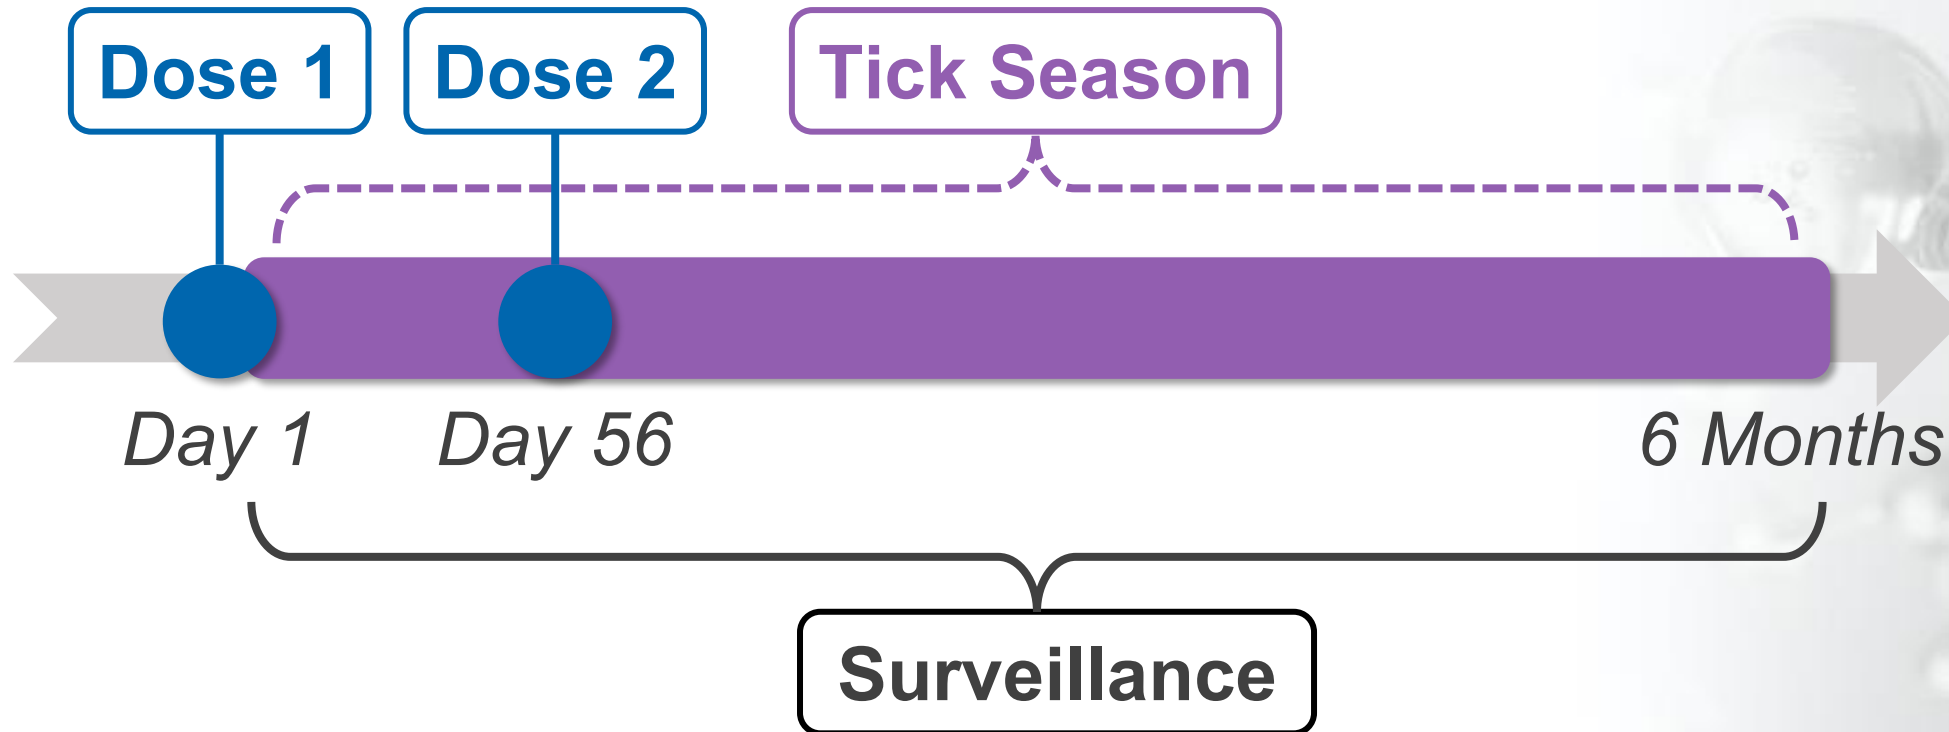 Dose 1
Dose 2
Tick Season
Day 1
Day 56
6 Months
Surveillance